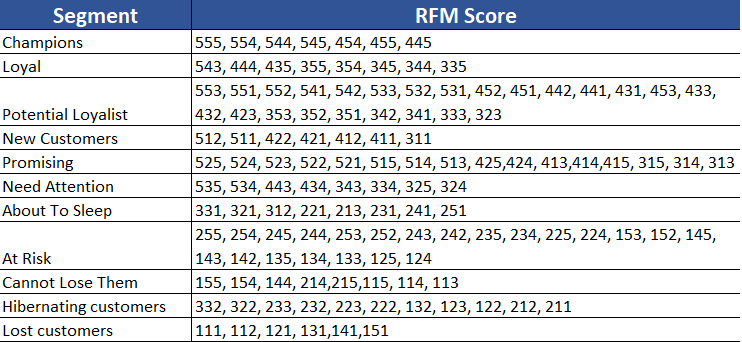 Segment RFM Score
Champions 555, 554, 544, 545, 454, 455, 445
Loyal 543, 444, 435, 355, 354, 345, 344, 335
553, 551, 552, 541, 542, 533, 532, 531, 452, 451, 442, 441, 431, 453, 433,
Potential Loyalist 432, 423, 353, 352, 351, 342, 341, 333, 323
New Customers 512, 511, 422, 421, 412, 411, 311
Promising 525, 524, 523, 522, 521, 515, 514, 513, 425,424, 413,414,415, 315, 314, 313
Need Attention 535, 534, 443, 434, 343, 334, 325, 324
About To Sleep 331, 321, 312, 221, 213, 231, 241, 251
255, 254, 245, 244, 253, 252, 243, 242, 235, 234, 225, 224, 153, 152, 145,
At Risk 143, 142, 135, 134, 133, 125, 124
Cannot Lose Them 155, 154, 144, 214,215,115, 114, 113
Hibernating customers 332, 322, 233, 232, 223, 222, 132, 123, 122, 212, 211
Lost customers 111, 112, 121, 131,141,151